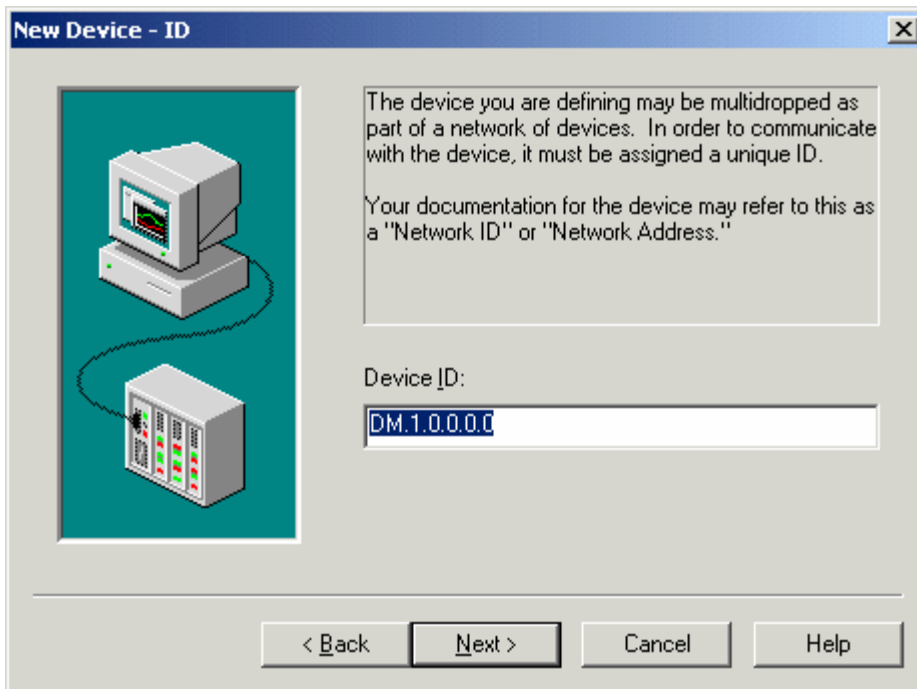 New Device - ID
The device you are defining may be multidropped as
part of a network of devices. In order to communicate
with the device, it must be assigned a unique ID.
Your documentation for the device may refer to this as
a "Network ID" or "Network Address."
Device ID:
DM.1.0.0.0.0
< Back
Next >
Cancel
Help